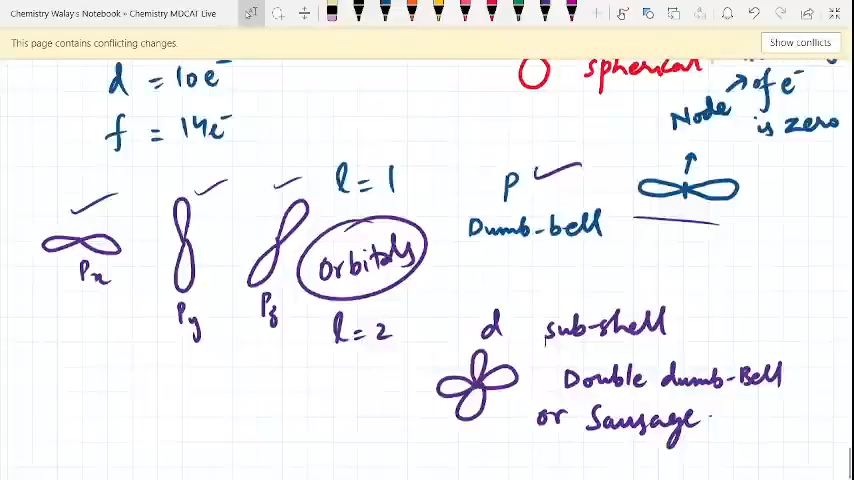 Chemistry Walay's Notebook » Chemistry MDCAT Live
This page contains conflicting changes.
Show conflicts
d = 10e⁻
f = 14e⁻
spherical
of e⁻
Node
is zero
l = 1
p
Dumb-bell
Px
Py
Pz
Orbitals
l = 2
d sub-shell
Double dumb-Bell
or Sausage.